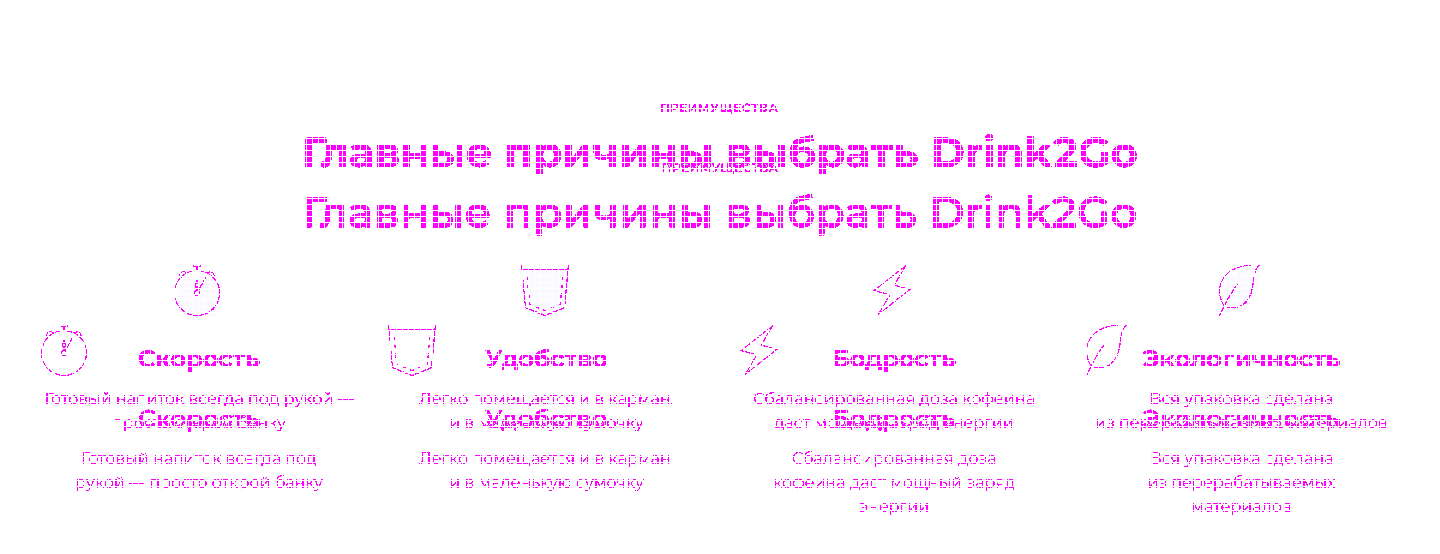 ПРЕИМУЩЕСТВА
Главные причины выбрать Drink2Go
ПРЕИМУЩЕСТВА
Главные причины выбрать Drink2Go
Скорость Удобство Бодрость Экологичность
Готовый напиток всегда под рукой — Легко помещается и в карман, Сбалансированная доза кофеина Вся упаковка сделана
просто открой банку и в маленькую сумочку даст мощный заряд энергии из перерабатываемых материалов
Скорость Удобство Бодрость Экологичность
Готовый напиток всегда под Легко помещается и в карман Сбалансированная доза Вся упаковка сделана
рукой — просто открой банку и в маленькую сумочку кофеина даст мощный заряд из перерабатываемых
энергии материалов